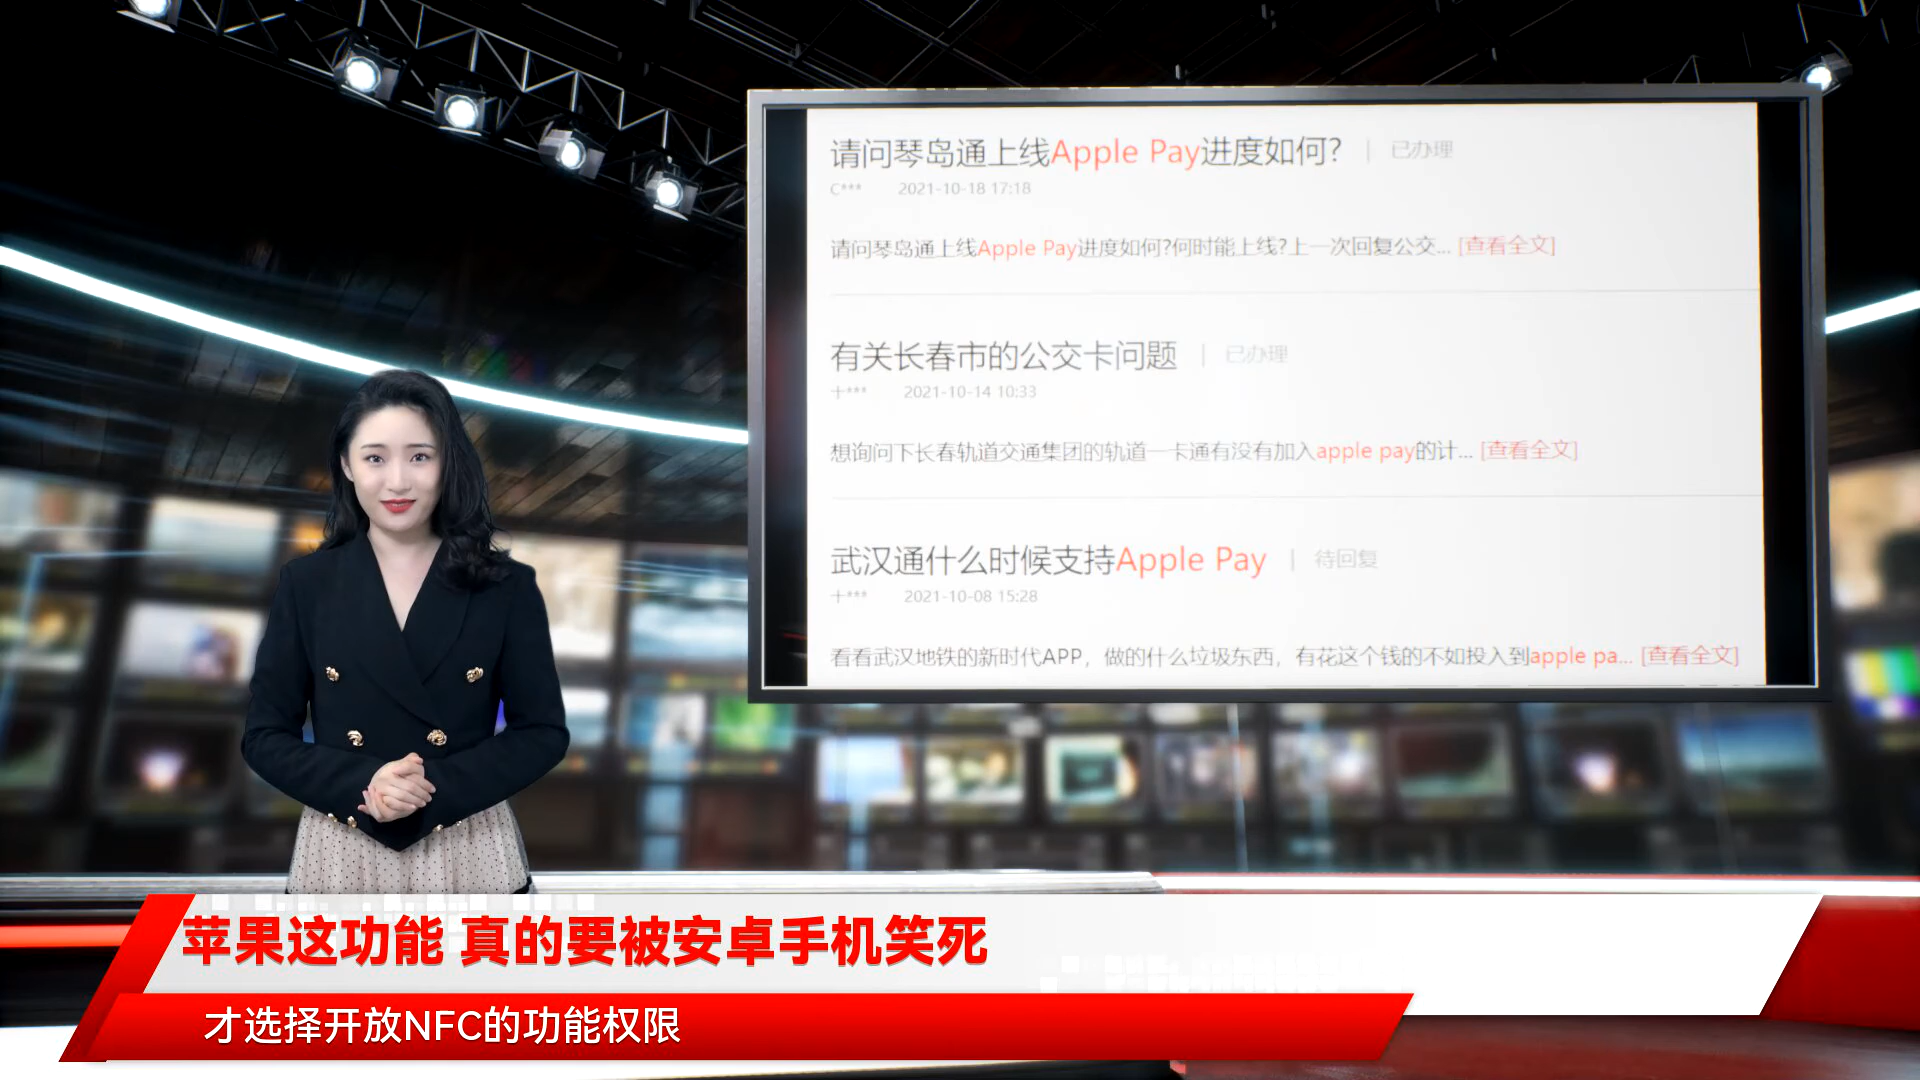 请问琴岛通上线Apple Pay进度如何? | 已办理
C*** 2021-10-18 17:18
请问琴岛通上线Apple Pay进度如何?何时能上线?上一次回复公交... [查看全文]
有关长春市的公交卡问题 | 已办理
十*** 2021-10-14 10:33
想询问下长春轨道交通集团的轨道一卡通有没有加入apple pay的计... [查看全文]
武汉通什么时候支持Apple Pay | 待回复
十*** 2021-10-08 15:28
看看武汉地铁的新时代APP，做的什么垃圾东西，有花这个钱的不如投入到apple pa... [查看全文]
苹果这功能 真的要被安卓手机笑死
才选择开放NFC的功能权限